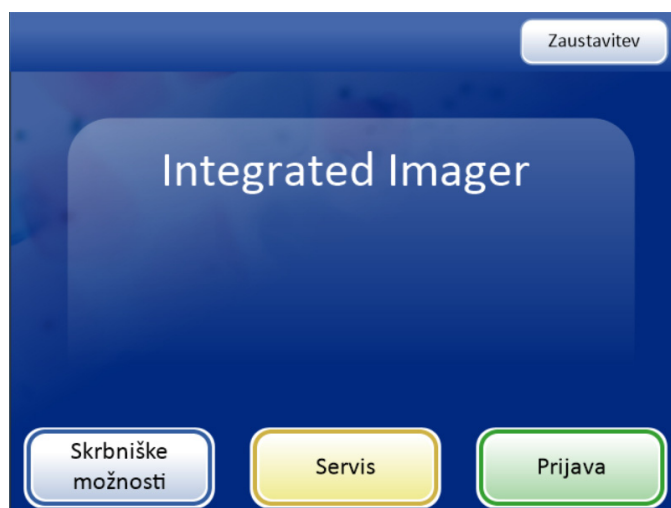 Zaustavitev
Integrated Imager
Skrbniške
možnosti
Servis
Prijava